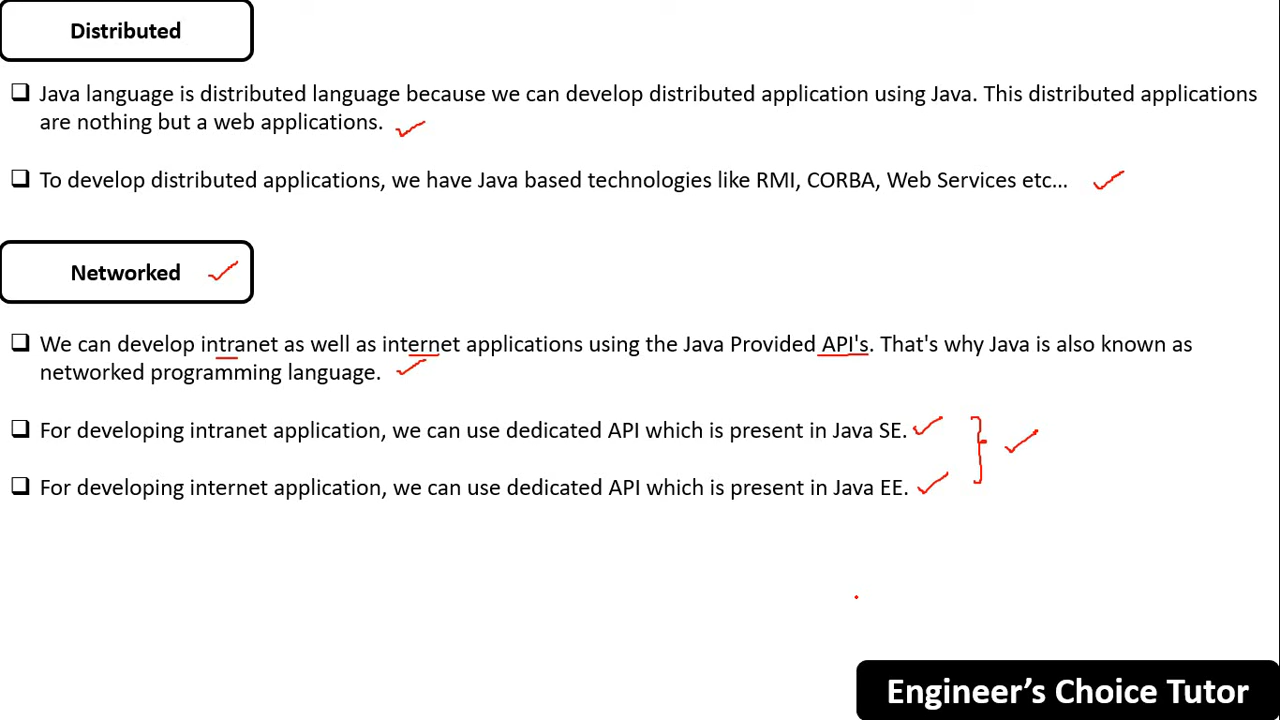 Distributed
Java language is distributed language because we can develop distributed application using Java. This distributed applications
are nothing but a web applications.
To develop distributed applications, we have Java based technologies like RMI, CORBA, Web Services etc...
Networked
We can develop intranet as well as internet applications using the Java Provided API's. That's why Java is also known as
networked programming language.
For developing intranet application, we can use dedicated API which is present in Java SE.
For developing internet application, we can use dedicated API which is present in Java EE.
Engineer’s Choice Tutor